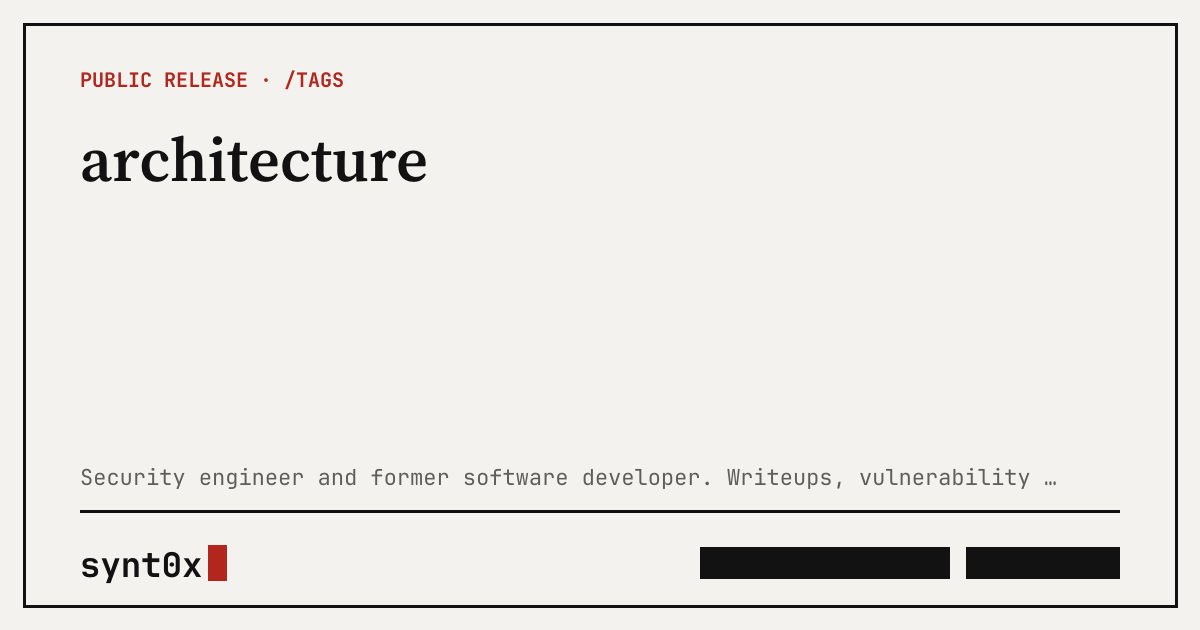 PUBLIC RELEASE · /TAGS
architecture
Security engineer and former software developer. Writeups, vulnerability …
synt0x